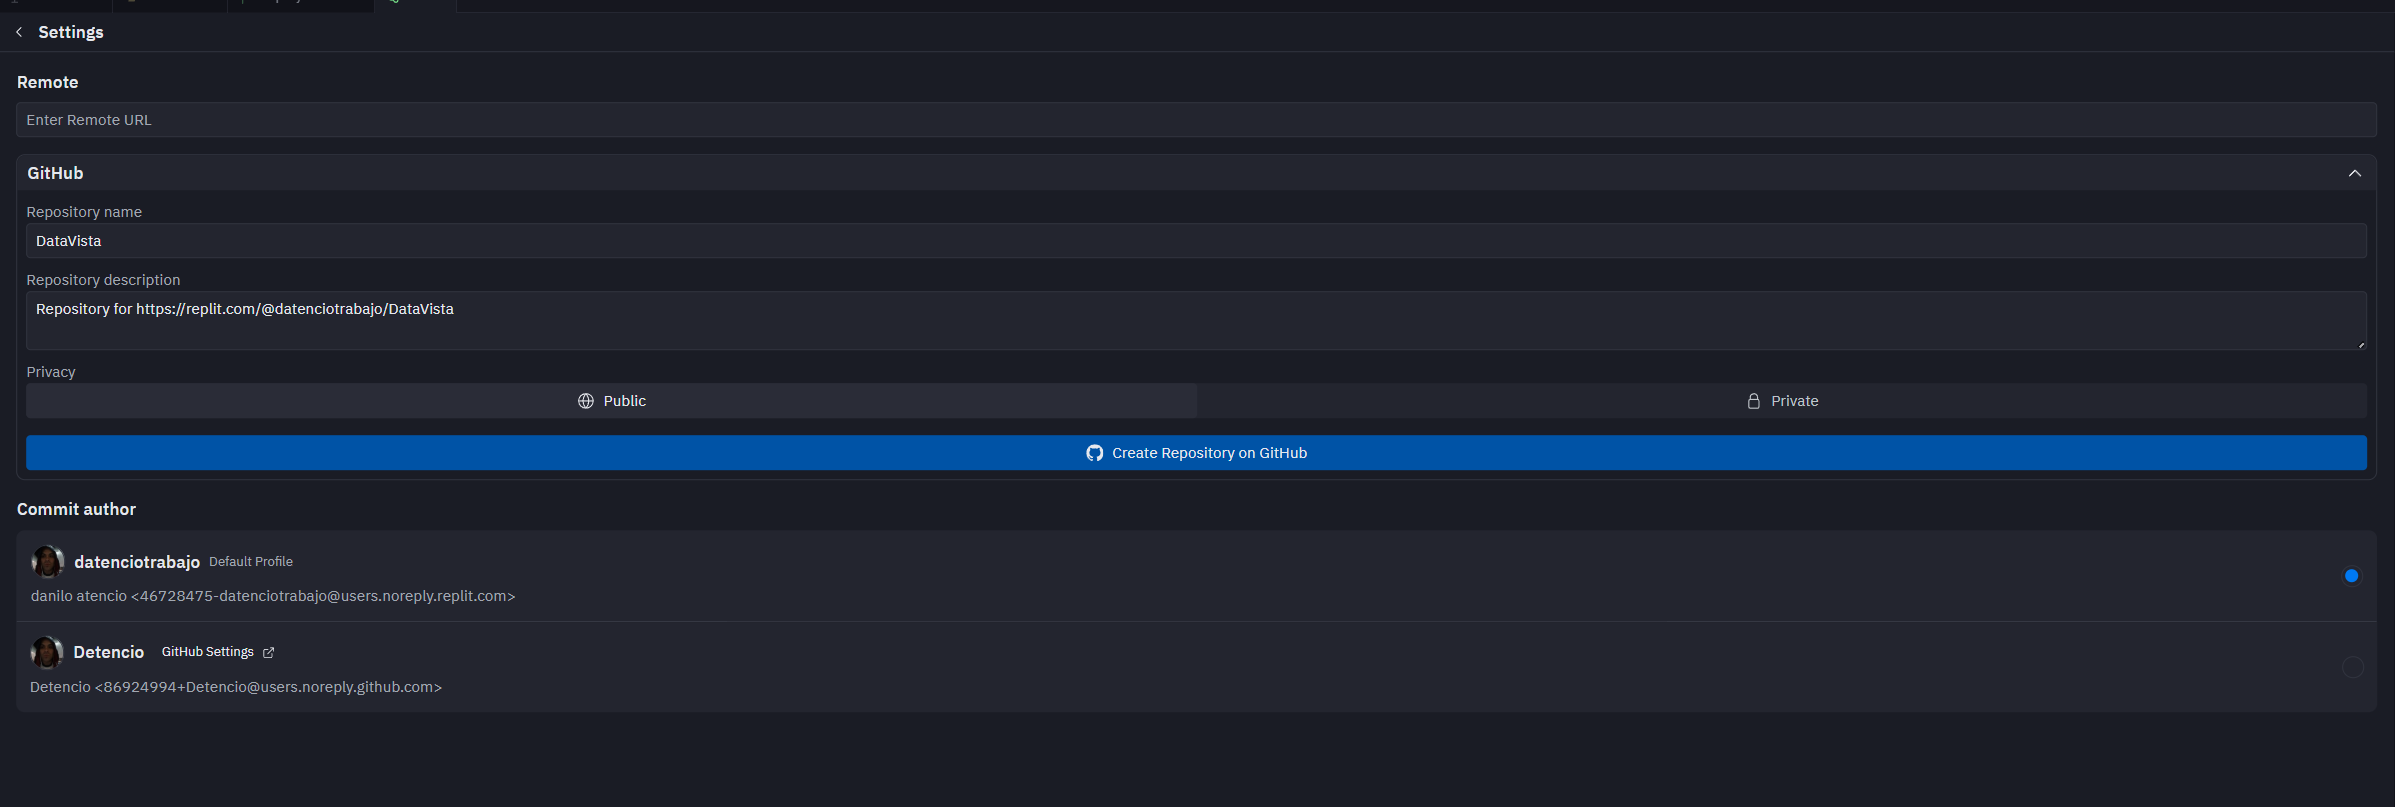 Settings
Remote
Enter Remote URL
GitHub
Repository name
DataVista
Repository description
Repository for https://replit.com/@datenciotrabajo/DataVista
Privacy
Public
Private
Create Repository on GitHub
Commit author
datenciotrabajo Default Profile
danilo atencio <46728475-datenciotrabajo@users.noreply.replit.com>
Detencio GitHub Settings
Detencio <86924994+Detencio@users.noreply.github.com>